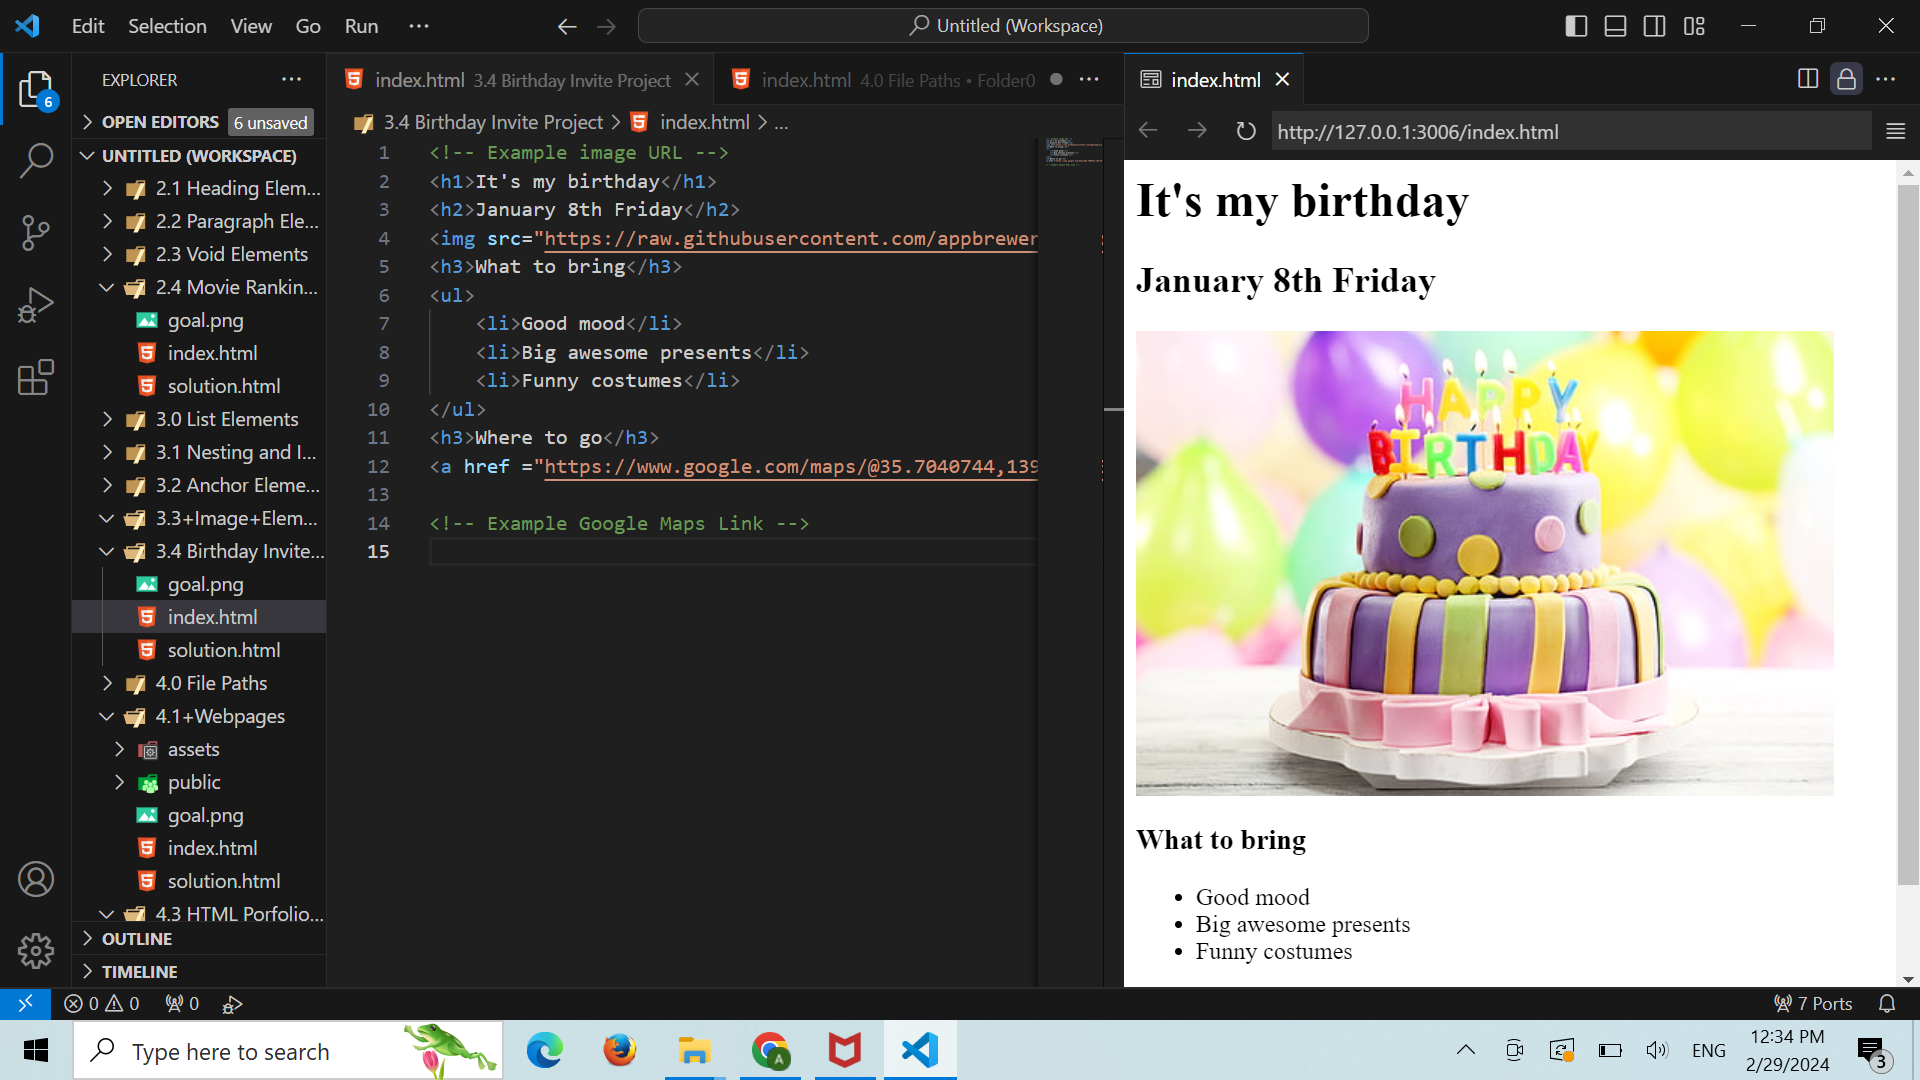 Edit Selection View Go Run ··· Untitled (Workspace)
EXPLORER ···
6
OPEN EDITORS 6 unsaved
UNTITLED (WORKSPACE)
2.1 Heading Elem...
2.2 Paragraph Ele...
2.3 Void Elements
2.4 Movie Rankin...
goal.png
index.html
solution.html
3.0 List Elements
3.1 Nesting and I...
3.2 Anchor Eleme...
3.3+Image+Elem...
3.4 Birthday Invite...
goal.png
index.html
solution.html
4.0 File Paths
4.1+Webpages
assets
public
goal.png
index.html
solution.html
4.3 HTML Porfolio...
OUTLINE
TIMELINE
index.html 3.4 Birthday Invite Project index.html 4.0 File Paths • Folder0 ···
3.4 Birthday Invite Project > index.html > ...
1 <!-- Example image URL -->
2 <h1>It's my birthday</h1>
3 <h2>January 8th Friday</h2>
4 <img src="https://raw.githubusercontent.com/appbrewer
5 <h3>What to bring</h3>
6 <ul>
7 <li>Good mood</li>
8 <li>Big awesome presents</li>
9 <li>Funny costumes</li>
10 </ul>
11 <h3>Where to go</h3>
12 <a href ="https://www.google.com/maps/@35.7040744,139
13
14 <!-- Example Google Maps Link -->
15
index.html ···
http://127.0.0.1:3006/index.html
It's my birthday
January 8th Friday
HAPPY
BIRTHDAY
What to bring
• Good mood
• Big awesome presents
• Funny costumes
0 0 0 7 Ports
Type here to search A ENG 12:34 PM
2/29/2024
3